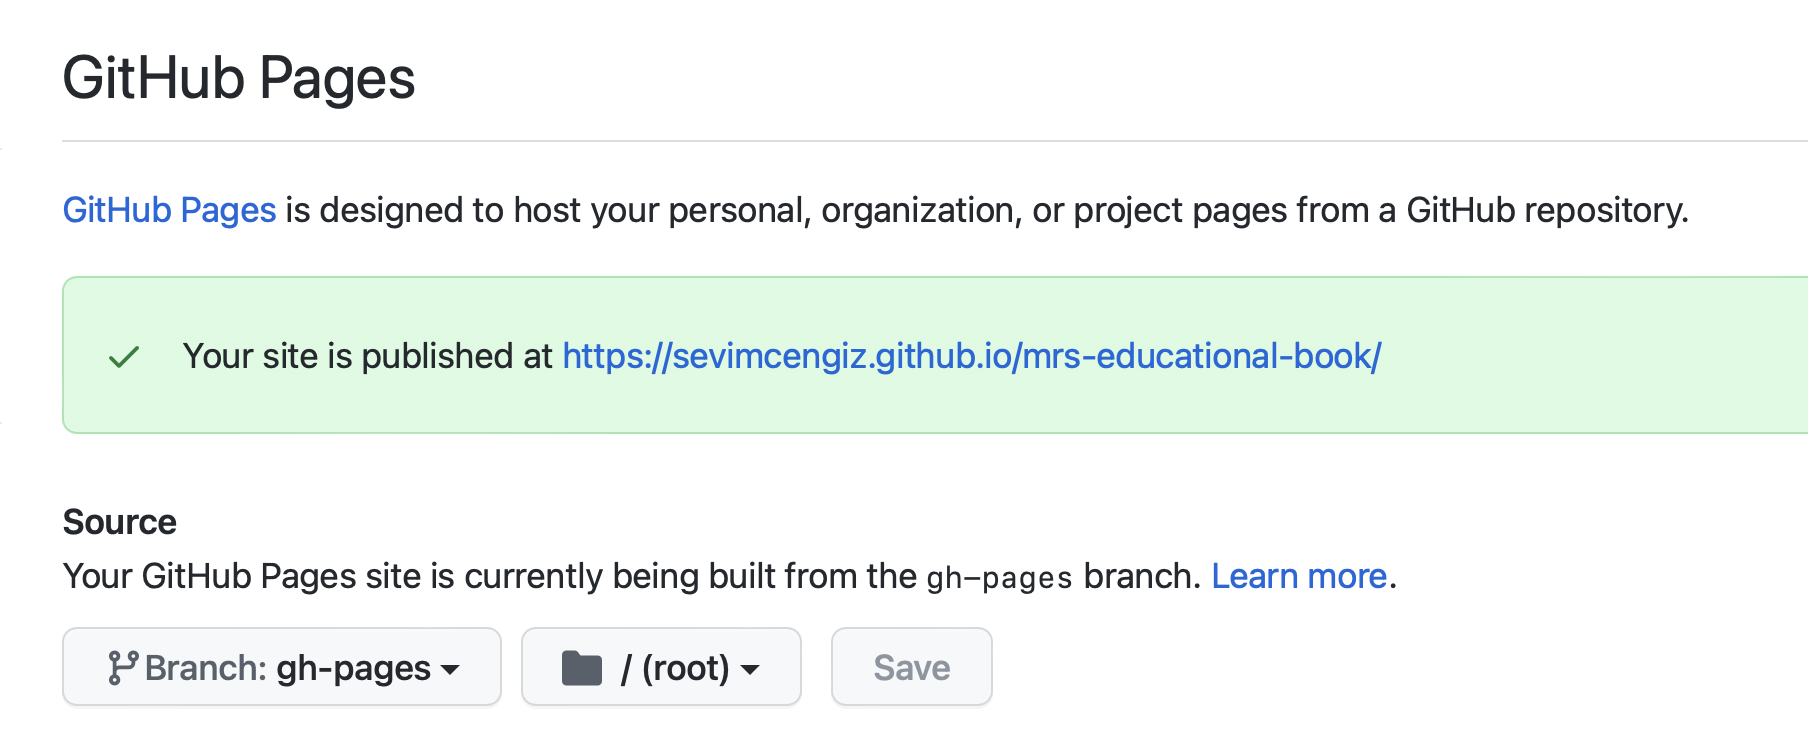 GitHub Pages
GitHub Pages is designed to host your personal, organization, or project pages from a GitHub repository.
Your site is published at https://sevimcengiz.github.io/mrs-educational-book/
Source
Your GitHub Pages site is currently being built from the gh-pages branch. Learn more.
Branch: gh-pages / (root) Save